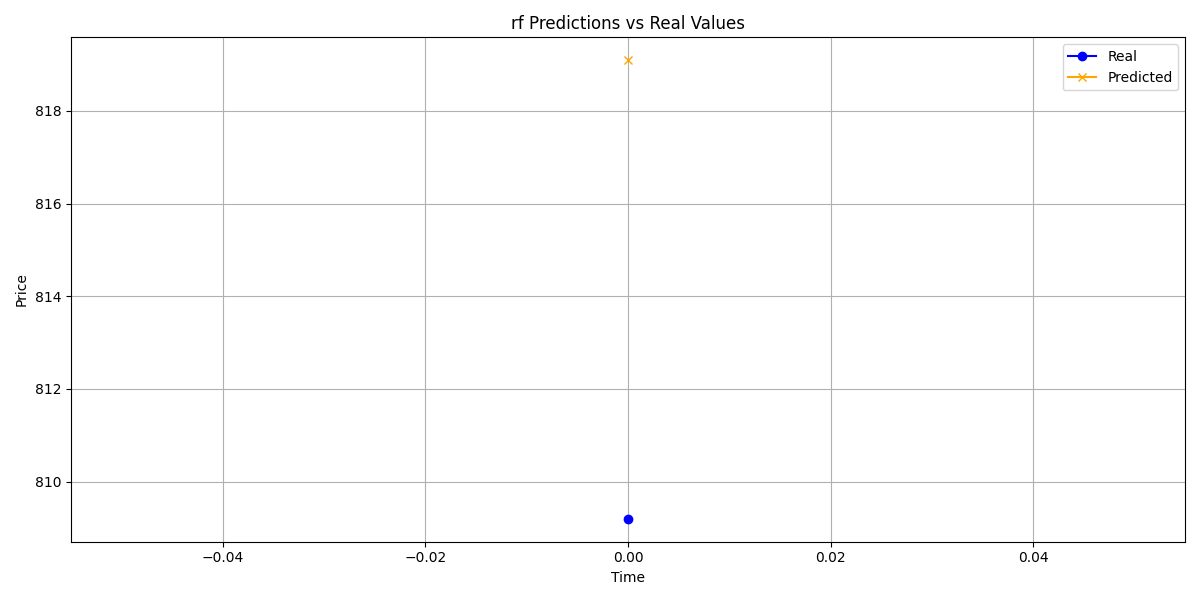 rf Predictions vs Real Values
Real
Predicted
818
816
814
812
810
Price
−0.04
−0.02
0.00
0.02
0.04
Time